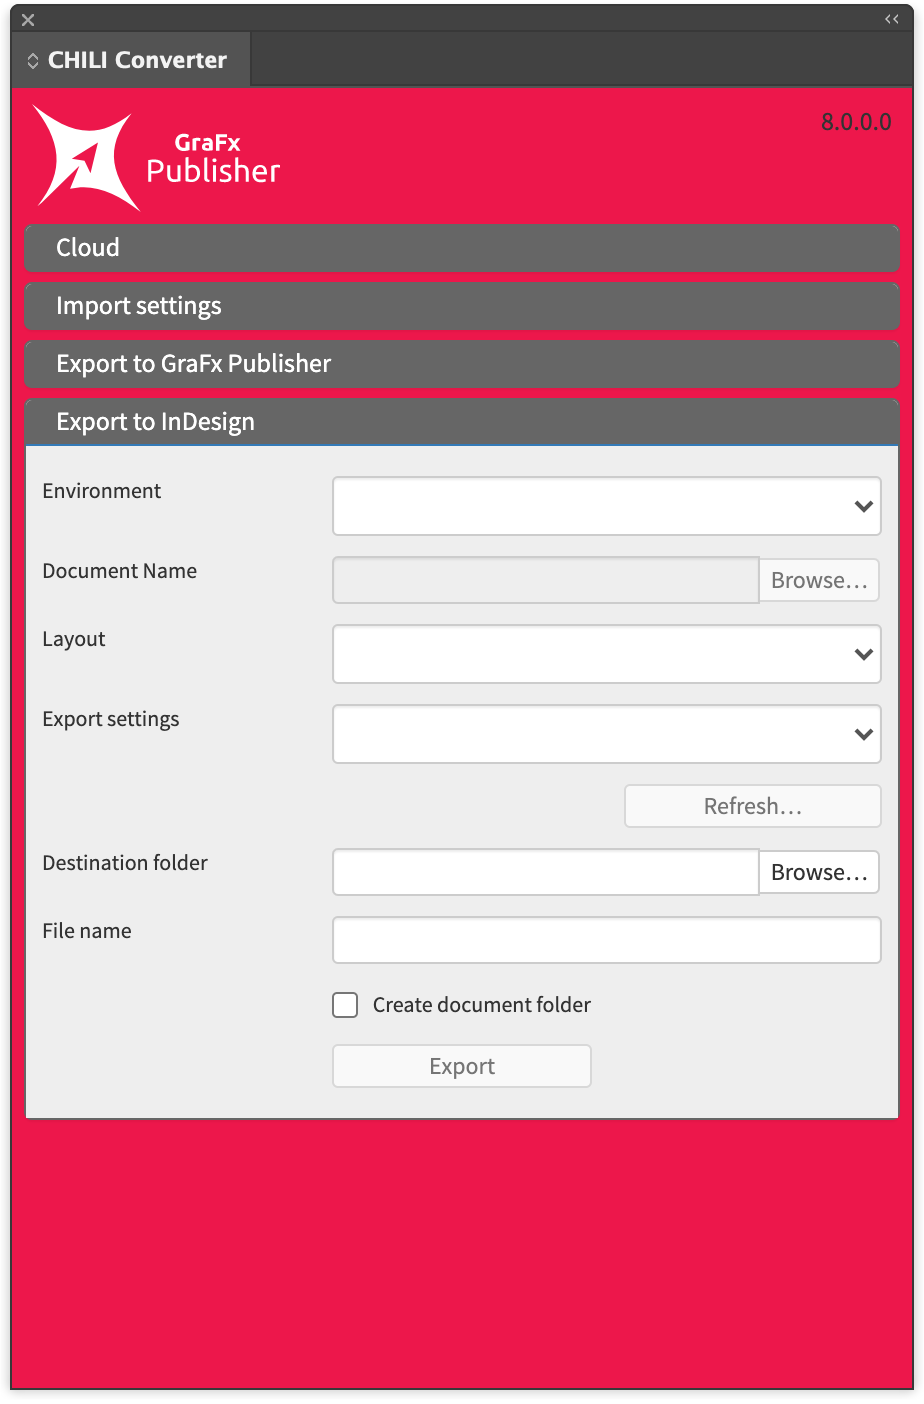 CHILI Converter
8.0.0.0
GraFx
Publisher
Cloud
Import settings
Export to GraFx Publisher
Export to InDesign
Environment
Document Name
Browse...
Layout
Export settings
Refresh...
Destination folder
Browse...
File name
Create document folder
Export